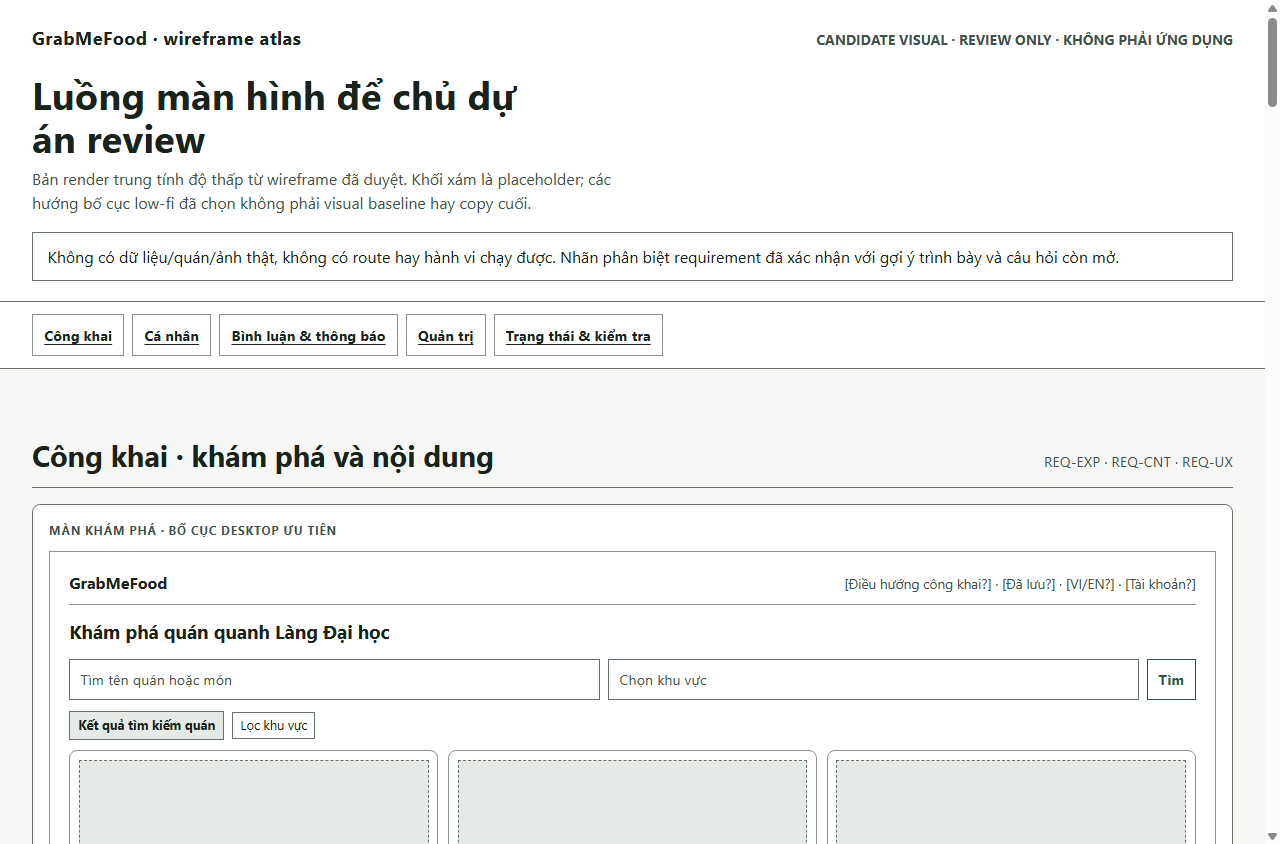 GrabMeFood · wireframe atlas
CANDIDATE VISUAL · REVIEW ONLY · KHÔNG PHẢI ỨNG DỤNG
Luồng màn hình để chủ dự
án review
Bản render trung tính độ thấp từ wireframe đã duyệt. Khối xám là placeholder; các
hướng bố cục low-fi đã chọn không phải visual baseline hay copy cuối.
Không có dữ liệu/quán/ảnh thật, không có route hay hành vi chạy được. Nhãn phân biệt requirement đã xác nhận với gợi ý trình bày và câu hỏi còn mở.
Công khai
Cá nhân
Bình luận & thông báo
Quản trị
Trạng thái & kiểm tra
Công khai · khám phá và nội dung
REQ-EXP · REQ-CNT · REQ-UX
MÀN KHÁM PHÁ · BỐ CỤC DESKTOP ƯU TIÊN
GrabMeFood
[Điều hướng công khai?] · [Đã lưu?] · [VI/EN?] · [Tài khoản?]
Khám phá quán quanh Làng Đại học
Tìm tên quán hoặc món
Chọn khu vực
Tìm
Kết quả tìm kiếm quán
Lọc khu vực